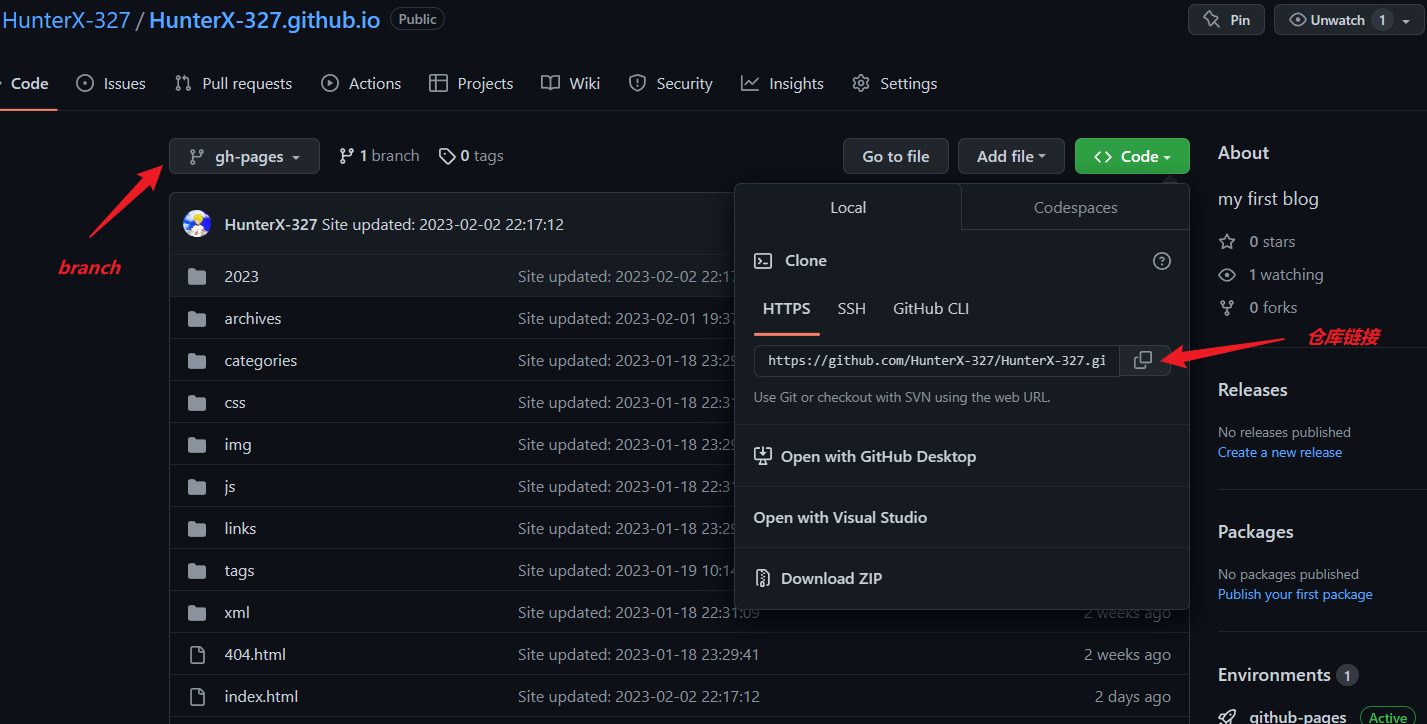 HunterX-327 / HunterX-327.github.io Public
Pin Unwatch 1
Code Issues Pull requests Actions Projects Wiki Security Insights Settings
gh-pages 1 branch 0 tags
Go to file Add file Code
branch
HunterX-327 Site updated: 2023-02-02 22:17:12
2023 Site updated: 2023-02-02 22:17
archives Site updated: 2023-02-01 19:37
categories Site updated: 2023-01-18 23:29
css Site updated: 2023-01-18 22:31
img Site updated: 2023-01-18 23:29
js Site updated: 2023-01-18 22:31
links Site updated: 2023-01-18 23:29
tags Site updated: 2023-01-19 10:14
xml Site updated: 2023-01-18 22:31:09 2 weeks ago
404.html Site updated: 2023-01-18 23:29:41 2 weeks ago
index.html Site updated: 2023-02-02 22:17:12 2 days ago
Local Codespaces
Clone
HTTPS SSH GitHub CLI
https://github.com/HunterX-327/HunterX-327.gi
Use Git or checkout with SVN using the web URL.
Open with GitHub Desktop
Open with Visual Studio
Download ZIP
仓库链接
About
my first blog
0 stars
1 watching
0 forks
Releases
No releases published
Create a new release
Packages
No packages published
Publish your first package
Environments 1
github-pages Active